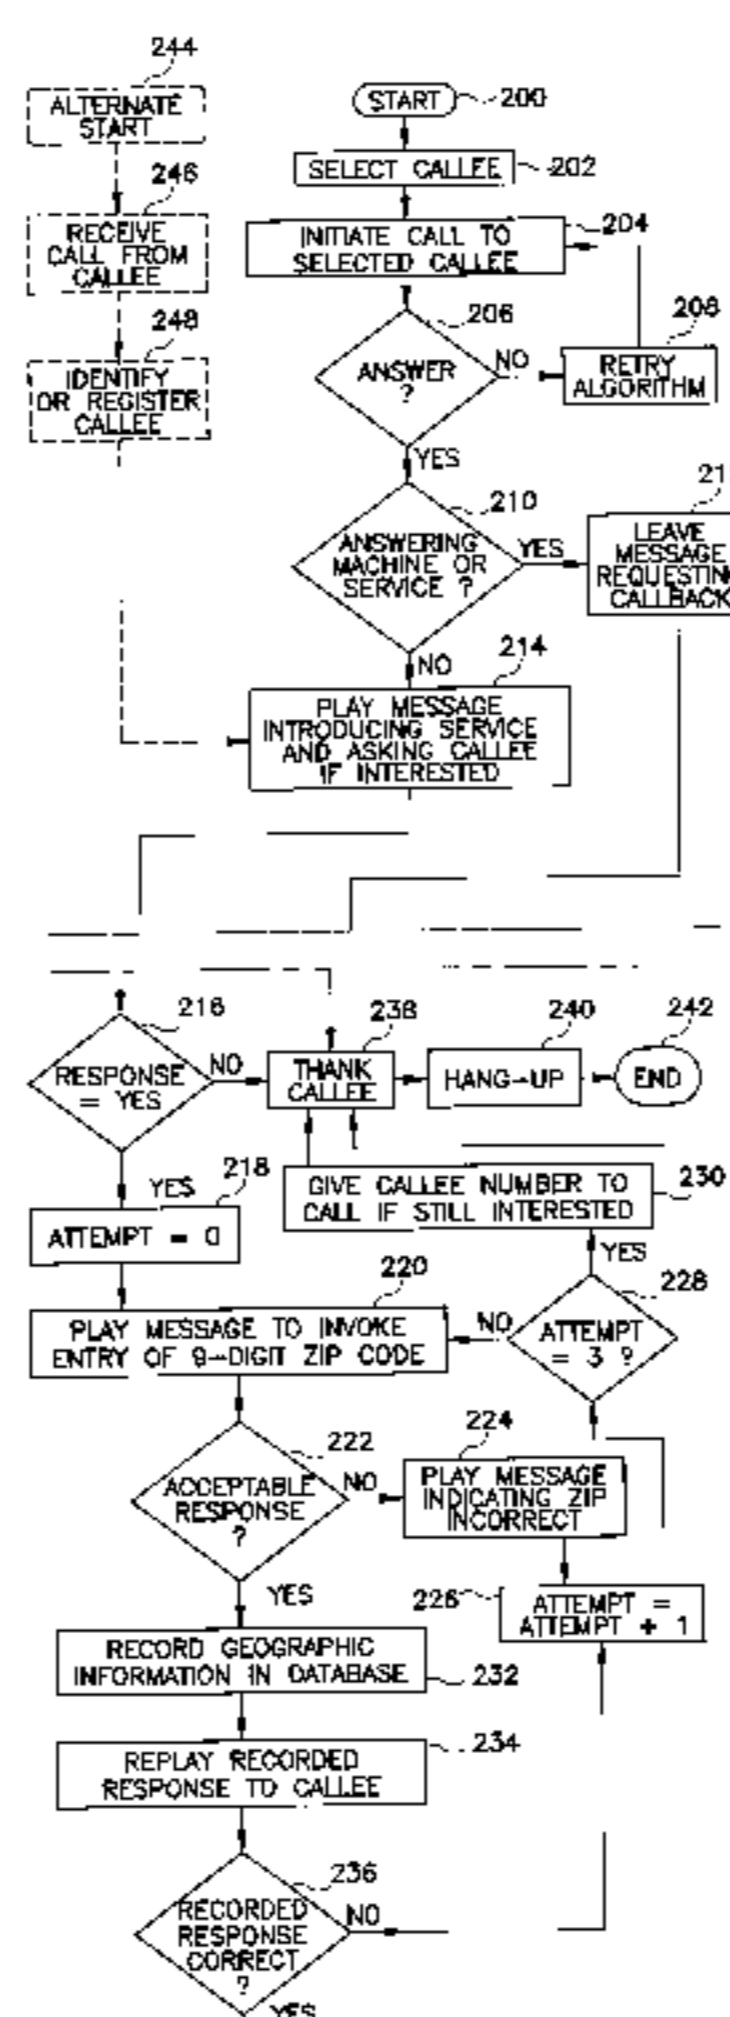 244
ALTERNATE
START
START
200
SELECT CALLEE
202
246
RECEIVE
CALL FROM
CALLEE
INITIATE CALL TO
SELECTED CALLEE
204
206
ANSWER
?
NO
208
RETRY
ALGORITHM
248
IDENTIFY
OR REGISTER
CALLEE
YES
210
ANSWERING
MACHINE OR
SERVICE ?
YES
LEAVE
MESSAGE
REQUESTING
CALLBACK
NO
214
PLAY MESSAGE
INTRODUCING SERVICE
AND ASKING CALLEE
IF INTERESTED
216
RESPONSE
= YES
NO
238
THANK
CALLEE
240
HANG-UP
242
END
YES
218
ATTEMPT = 0
GIVE CALLEE NUMBER TO
CALL IF STILL INTERESTED
230
YES
220
PLAY MESSAGE TO INVOKE
ENTRY OF 9-DIGIT ZIP CODE
NO
228
ATTEMPT
= 3 ?
222
ACCEPTABLE
RESPONSE
?
NO
224
PLAY MESSAGE
INDICATING ZIP
INCORRECT
YES
226
ATTEMPT =
ATTEMPT + 1
RECORD GEOGRAPHIC
INFORMATION IN DATABASE
232
REPLAY RECORDED
RESPONSE TO CALLEE
234
236
RECORDED
RESPONSE
CORRECT
?
NO
YES